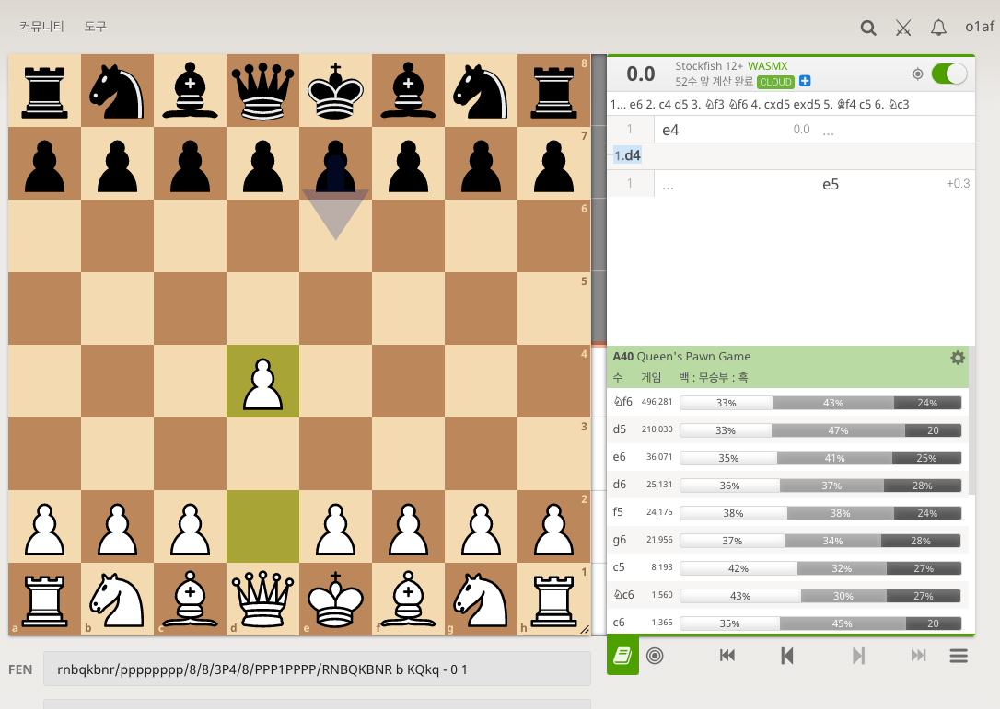 커뮤니티 도구 o1af
8
7
6
5
4
3
2
1
a b c d e f g h
FEN rnbqkbnr/pppppppp/8/8/3P4/8/PPP1PPPP/RNBQKBNR b KQkq - 0 1
0.0 Stockfish 12+ WASMX
52수 앞 계산 완료 CLOUD
1... e6 2. c4 d5 3. ♘f3 ♘f6 4. cxd5 exd5 5. ♗f4 c5 6. ♘c3
1 e4 0.0 ...
1.d4
1 ... e5 +0.3
A40 Queen's Pawn Game
수 게임 백 : 무승부 : 흑
♘f6 496,281 33% 43% 24%
d5 210,030 33% 47% 20
e6 36,071 35% 41% 25%
d6 25,131 36% 37% 28%
f5 24,175 38% 38% 24%
g6 21,956 37% 34% 28%
c5 8,193 42% 32% 27%
♘c6 1,560 43% 30% 27%
c6 1,365 35% 45% 20